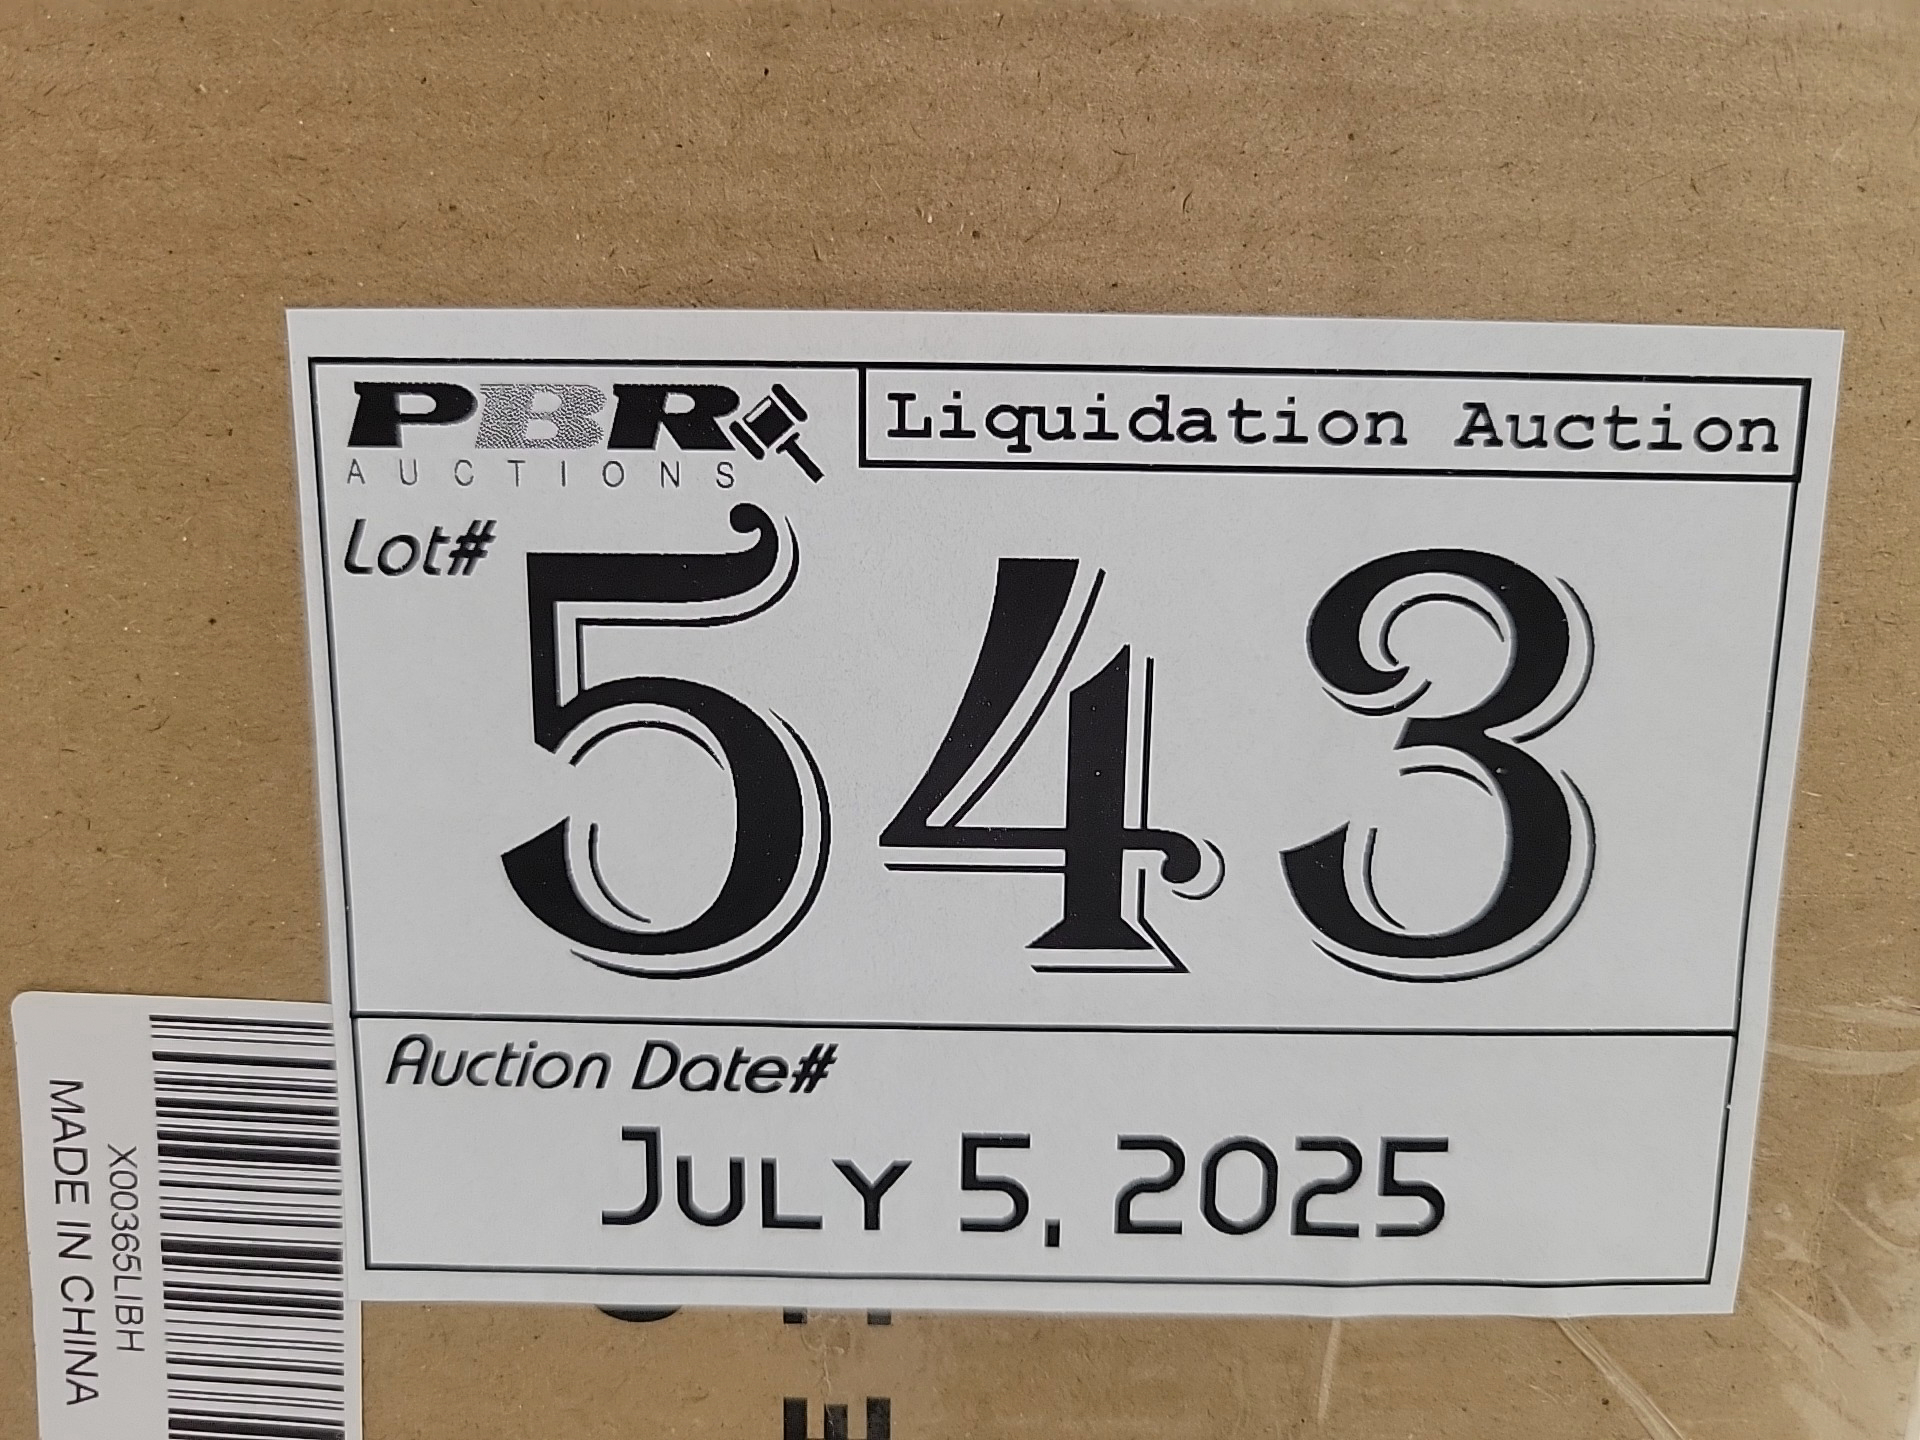 PBR
AUCTIONS
Liquidation Auction
Lot#
543
Auction Date#
JULY 5, 2025
X00365LIBH
MADE IN CHINA